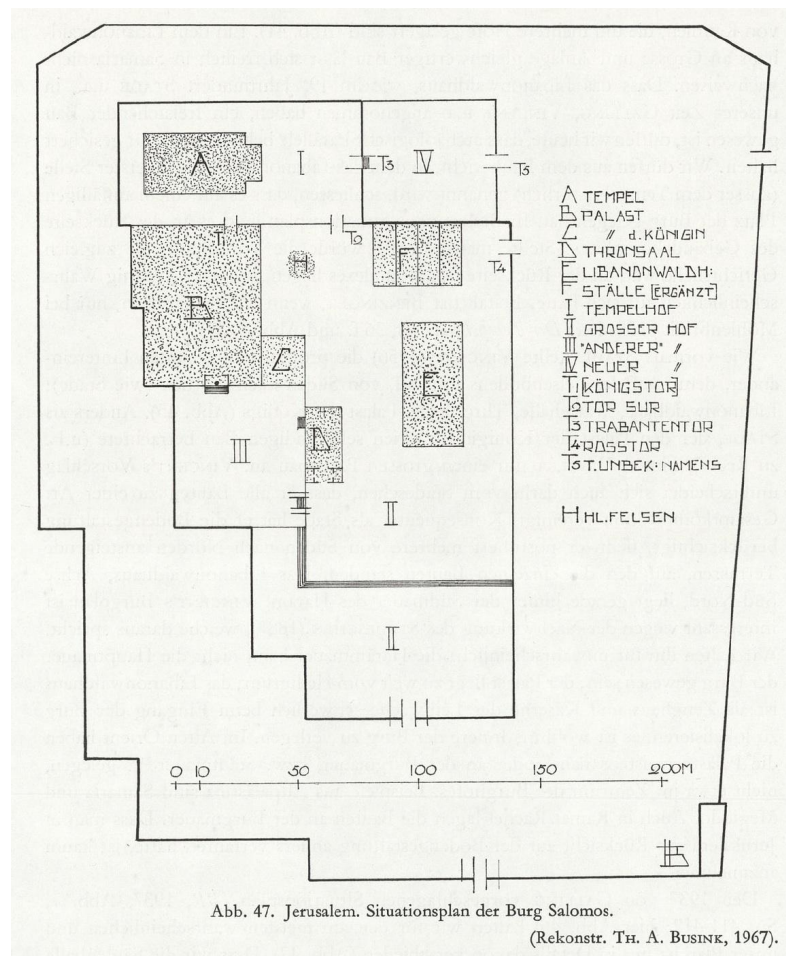 A
I
T3
IV
T5
T1
T2
H
F
T4
B
C
E
D
III
II
II
0 10 50 100 150 200M
A TEMPEL
B PALAST
C " d. KÖNIGIN
D THRONSAAL
E LIBANONWALDH:
F STÄLLE [ERGÄNZT]
I TEMPELHOF
II GROSSER HOF
III "ANDERER" "
IV NEUER "
T1 [KÖNIGSTOR]
T2 TOR SUR
T3 TRABANTENTOR
T4 ROSSTOR
T5 T. UNBEK: NAMENS
H HL. FELSEN
Abb. 47. Jerusalem. Situationsplan der Burg Salomos.
(Rekonstr. TH. A. BUSINK, 1967).